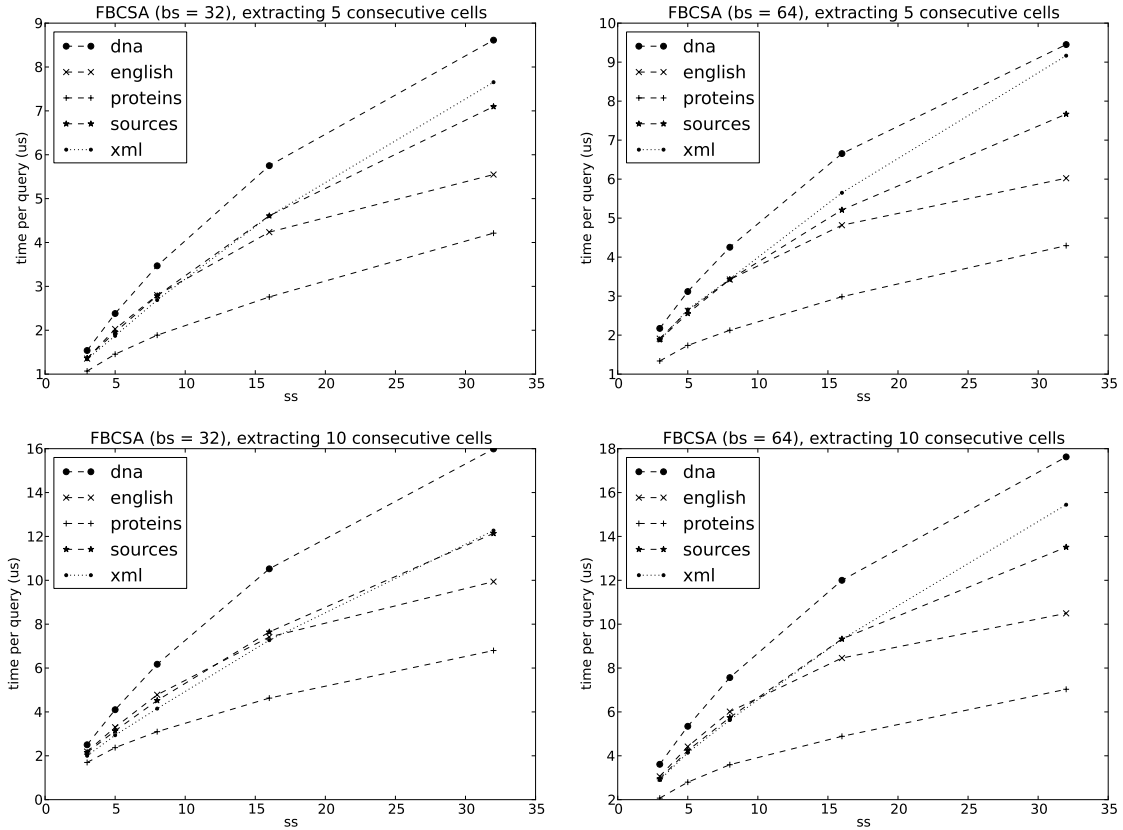 FBCSA (bs = 32), extracting 5 consecutive cells
9
8
7
6
5
4
3
2
1
time per query (us)
dna
english
proteins
sources
xml
0 5 10 15 20 25 30 35
ss
FBCSA (bs = 64), extracting 5 consecutive cells
10
9
8
7
6
5
4
3
2
1
time per query (us)
dna
english
proteins
sources
xml
0 5 10 15 20 25 30 35
ss
FBCSA (bs = 32), extracting 10 consecutive cells
16
14
12
10
8
6
4
2
0
time per query (us)
dna
english
proteins
sources
xml
0 5 10 15 20 25 30 35
ss
FBCSA (bs = 64), extracting 10 consecutive cells
18
16
14
12
10
8
6
4
2
time per query (us)
dna
english
proteins
sources
xml
0 5 10 15 20 25 30 35
ss